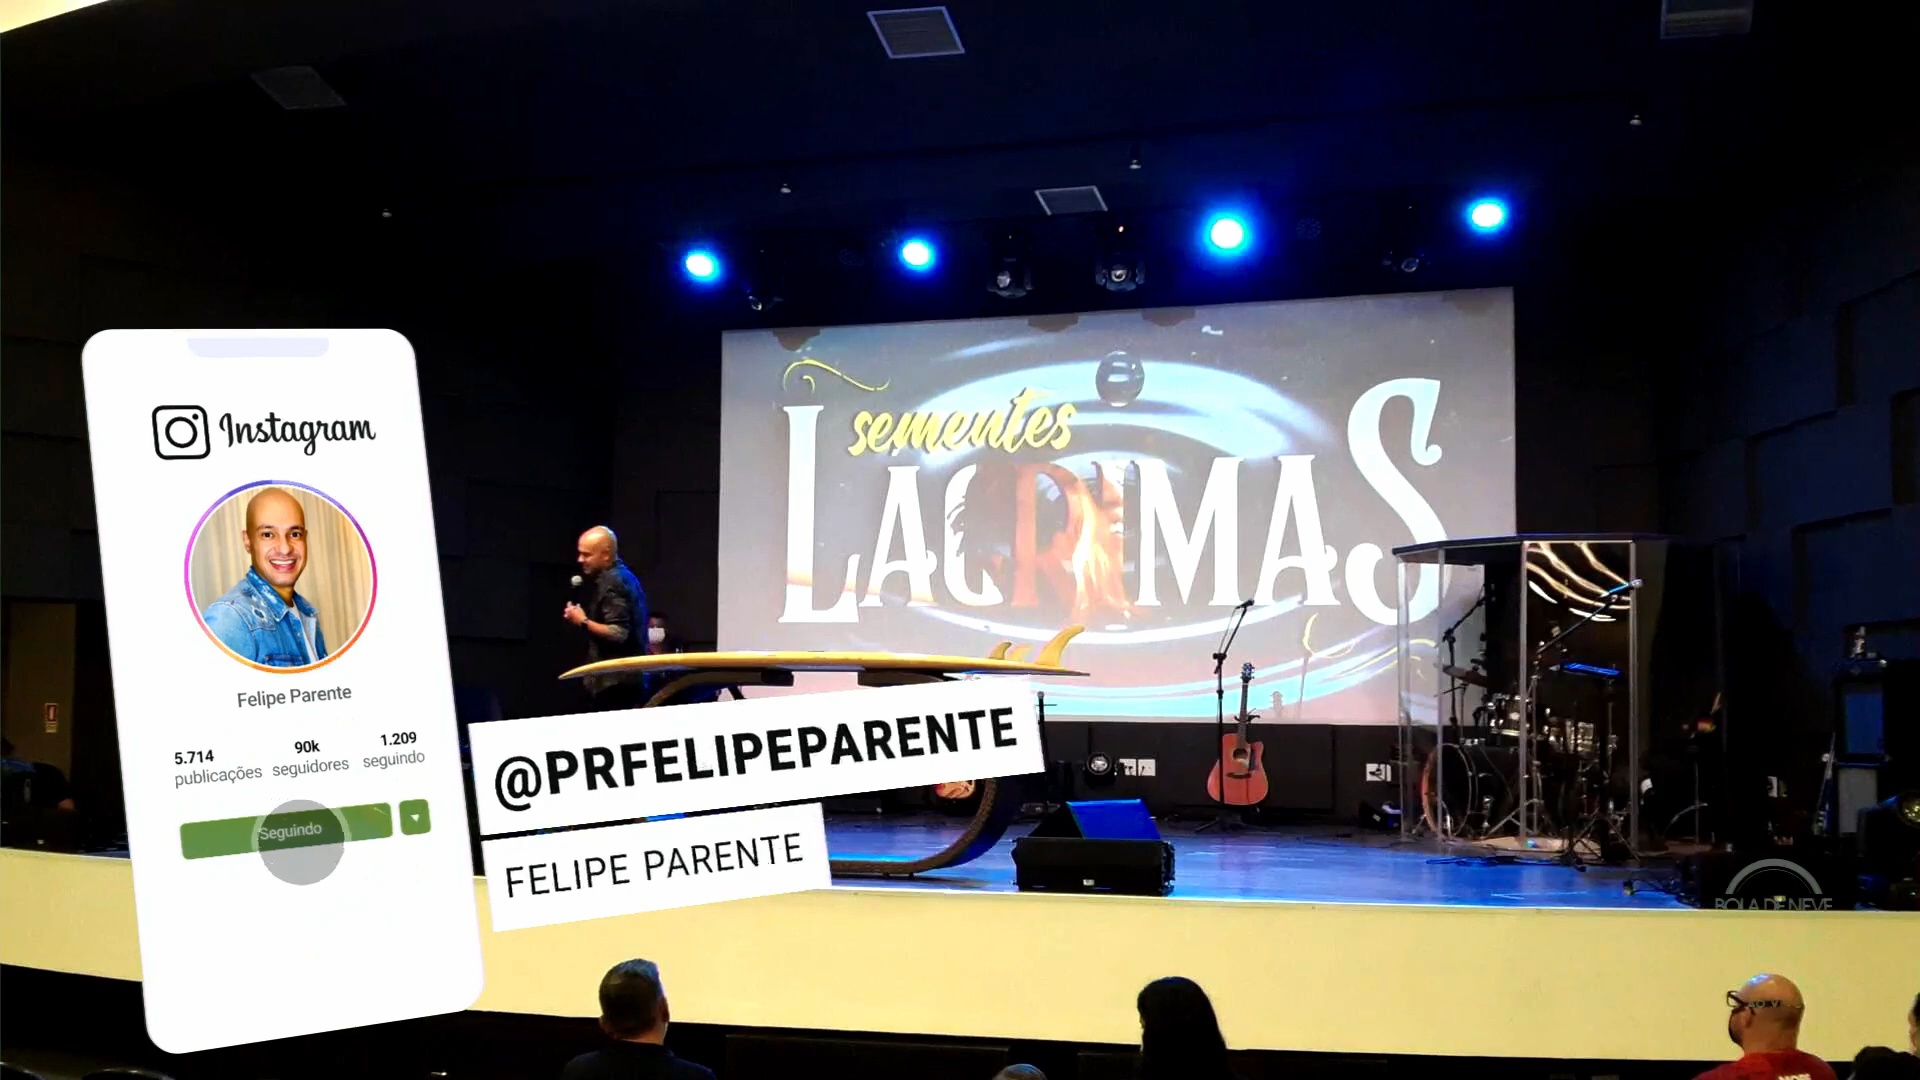 Instagram
Felipe Parente
5.714 90k 1.209
publicações seguidores seguindo
Seguindo
@PRFELIPEPARENTE
FELIPE PARENTE
sementes
LÁGRIMAS
BOLA DE NEVE